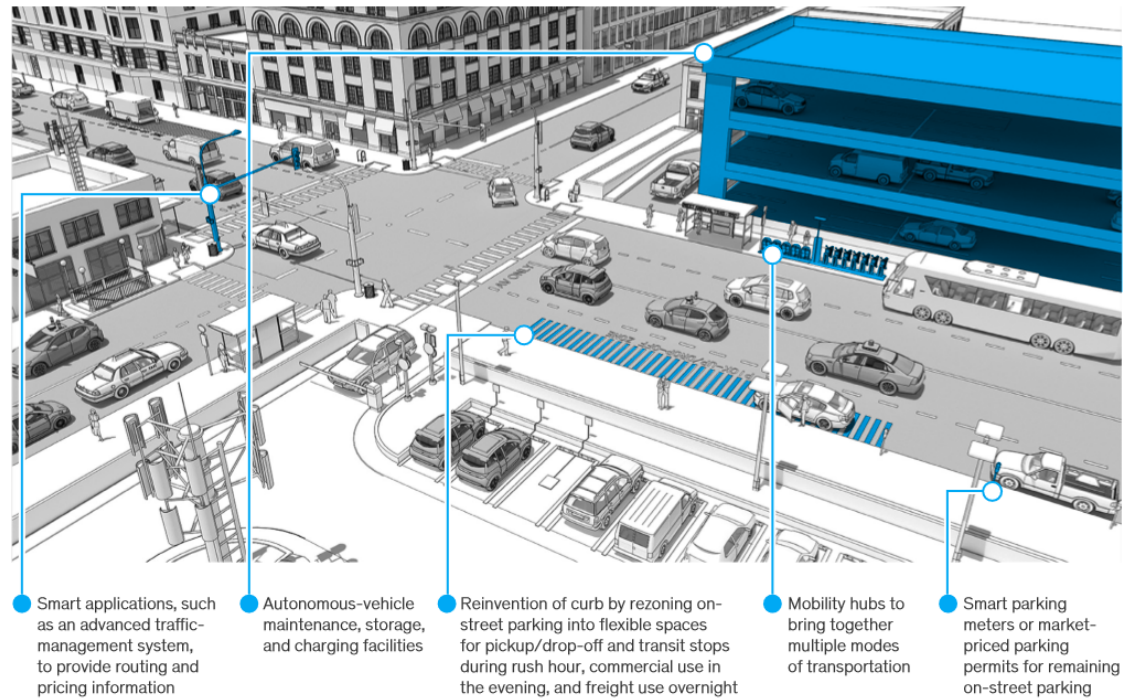 AV ONLY
Smart applications, such
as an advanced traffic-
management system,
to provide routing and
pricing information
Autonomous-vehicle
maintenance, storage,
and charging facilities
Reinvention of curb by rezoning on-
street parking into flexible spaces
for pickup/drop-off and transit stops
during rush hour, commercial use in
the evening, and freight use overnight
Mobility hubs to
bring together
multiple modes
of transportation
Smart parking
meters or market-
priced parking
permits for remaining
on-street parking